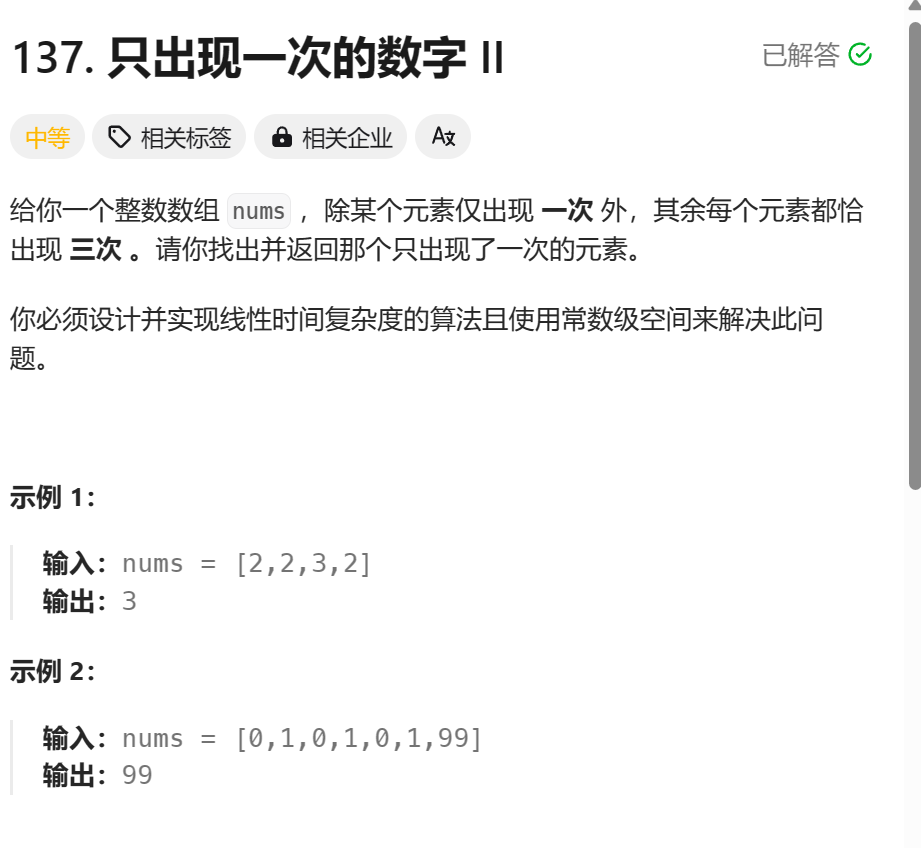 137. 只出现一次的数字 II
已解答
中等 相关标签 相关企业
给你一个整数数组 nums ，除某个元素仅出现 一次 外，其余每个元素都恰
出现 三次 。请你找出并返回那个只出现了一次的元素。
你必须设计并实现线性时间复杂度的算法且使用常数级空间来解决此问
题。
示例 1：
输入：nums = [2,2,3,2]
输出：3
示例 2：
输入：nums = [0,1,0,1,0,1,99]
输出：99